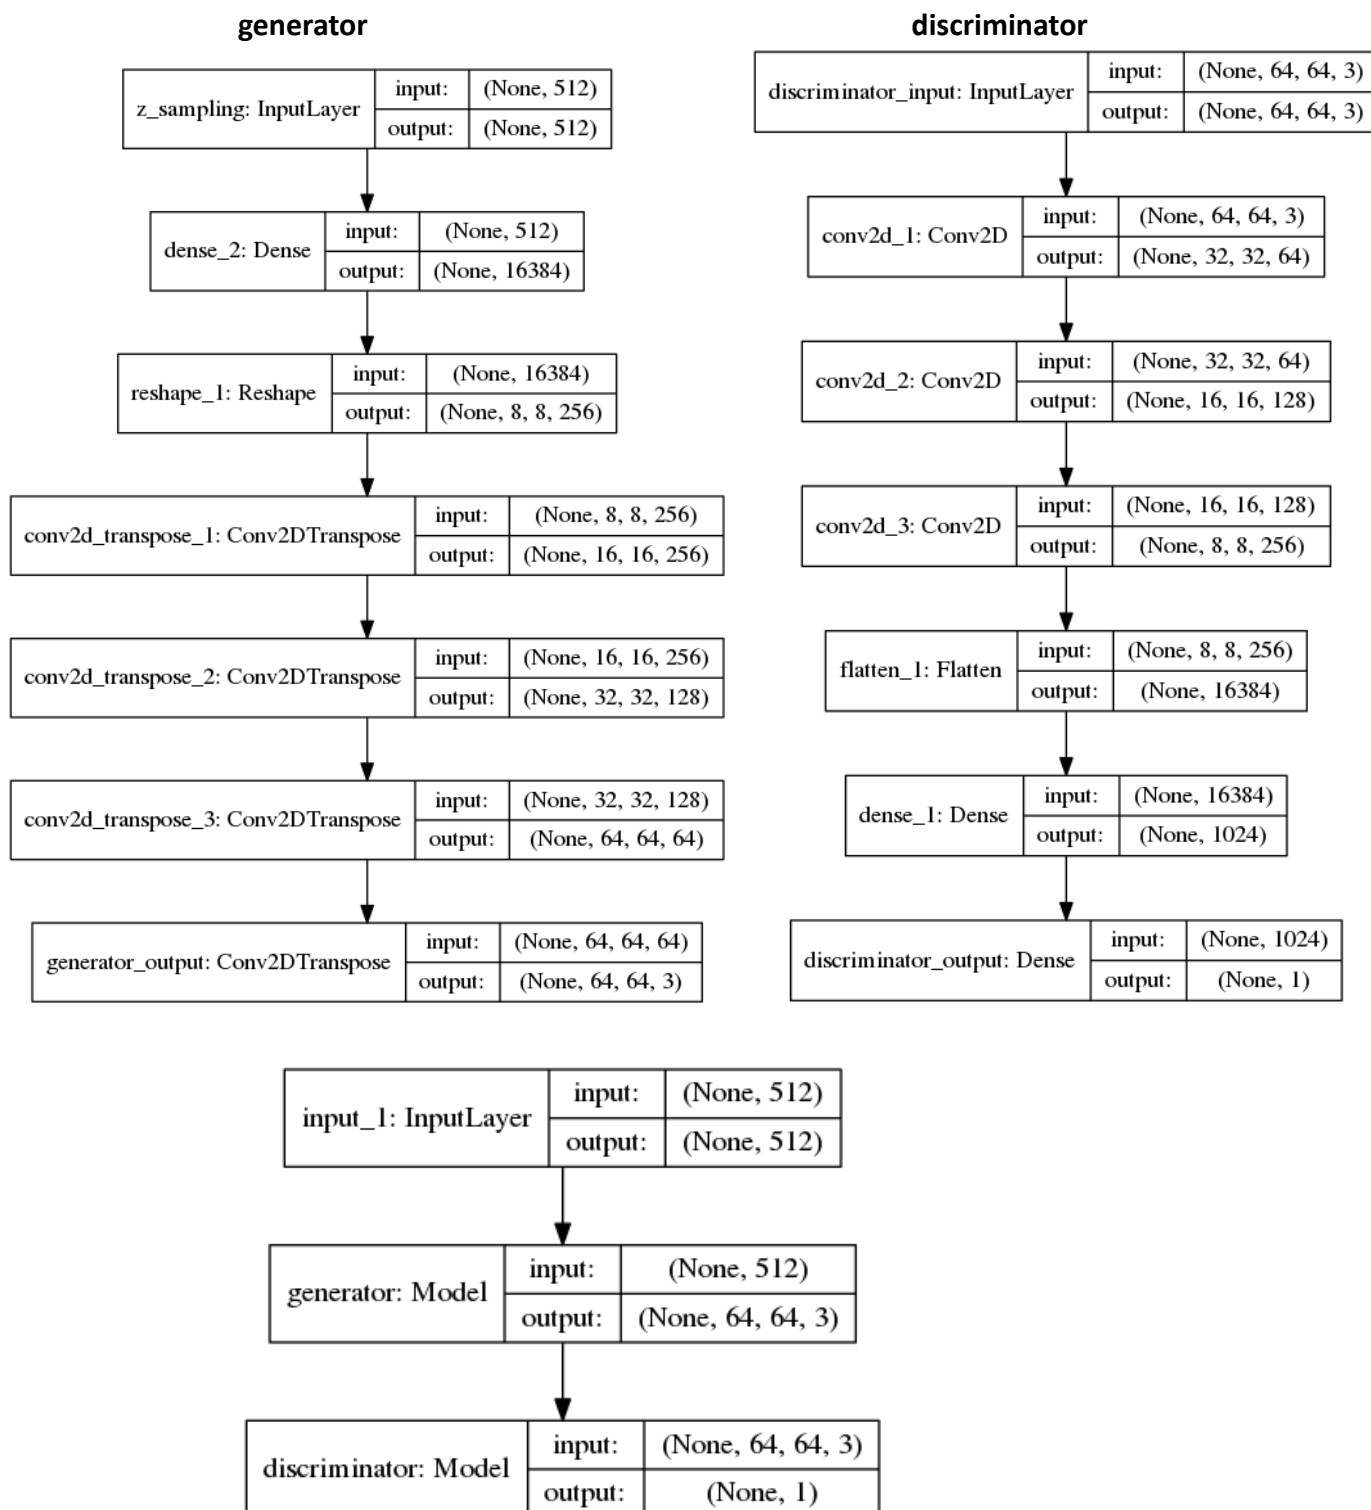 generator
z_sampling: InputLayer
input: (None, 512)
output: (None, 512)
dense_2: Dense
input: (None, 512)
output: (None, 16384)
reshape_1: Reshape
input: (None, 16384)
output: (None, 8, 8, 256)
conv2d_transpose_1: Conv2DTranspose
input: (None, 8, 8, 256)
output: (None, 16, 16, 256)
conv2d_transpose_2: Conv2DTranspose
input: (None, 16, 16, 256)
output: (None, 32, 32, 128)
conv2d_transpose_3: Conv2DTranspose
input: (None, 32, 32, 128)
output: (None, 64, 64, 64)
generator_output: Conv2DTranspose
input: (None, 64, 64, 64)
output: (None, 64, 64, 3)
discriminator
discriminator_input: InputLayer
input: (None, 64, 64, 3)
output: (None, 64, 64, 3)
conv2d_1: Conv2D
input: (None, 64, 64, 3)
output: (None, 32, 32, 64)
conv2d_2: Conv2D
input: (None, 32, 32, 64)
output: (None, 16, 16, 128)
conv2d_3: Conv2D
input: (None, 16, 16, 128)
output: (None, 8, 8, 256)
flatten_1: Flatten
input: (None, 8, 8, 256)
output: (None, 16384)
dense_1: Dense
input: (None, 16384)
output: (None, 1024)
discriminator_output: Dense
input: (None, 1024)
output: (None, 1)
input_1: InputLayer
input: (None, 512)
output: (None, 512)
generator: Model
input: (None, 512)
output: (None, 64, 64, 3)
discriminator: Model
input: (None, 64, 64, 3)
output: (None, 1)